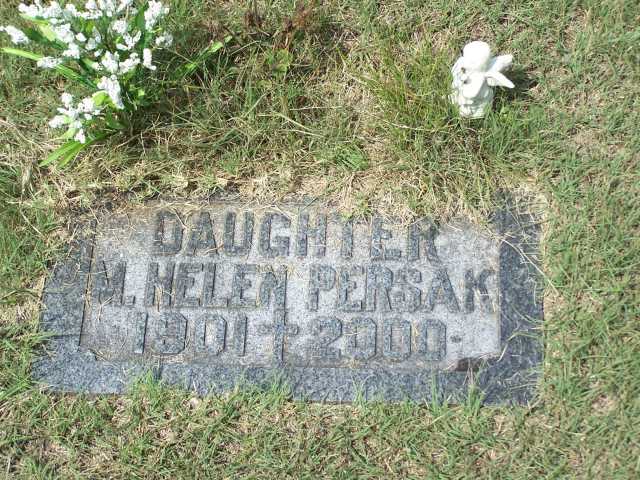 DAUGHTER
M. HELEN PERSAK
1901 2000